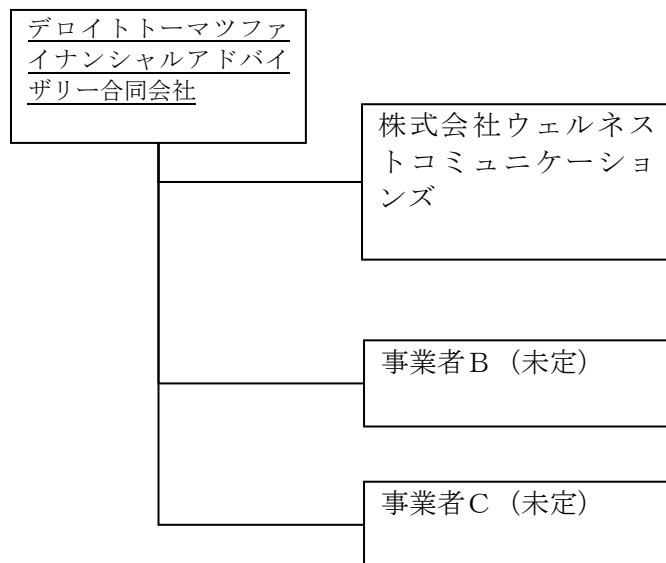 デロイトトーマツファ
イナンシャルアドバイ
ザリー合同会社
株式会社ウェルネス
トコミュニケーショ
ンズ
事業者B（未定）
事業者C（未定）